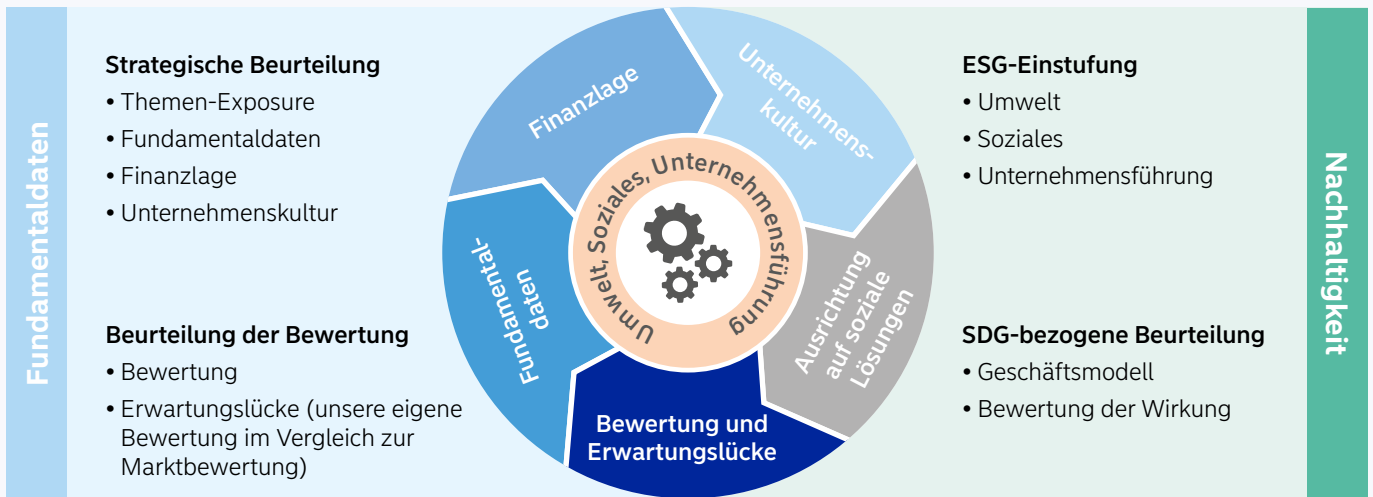 Fundamentaldaten
Strategische Beurteilung
• Themen-Exposure
• Fundamentaldaten
• Finanzlage
• Unternehmenskultur
Beurteilung der Bewertung
• Bewertung
• Erwartungslücke (unsere eigene
Bewertung im Vergleich zur
Marktbewertung)
Finanzlage
Unternehmens-
kultur
Ausrichtung
auf soziale
Lösungen
Bewertung und
Erwartungslücke
Fundamental-
daten
Umwelt, Soziales, Unternehmensführung
ESG-Einstufung
• Umwelt
• Soziales
• Unternehmensführung
SDG-bezogene Beurteilung
• Geschäftsmodell
• Bewertung der Wirkung
Nachhaltigkeit